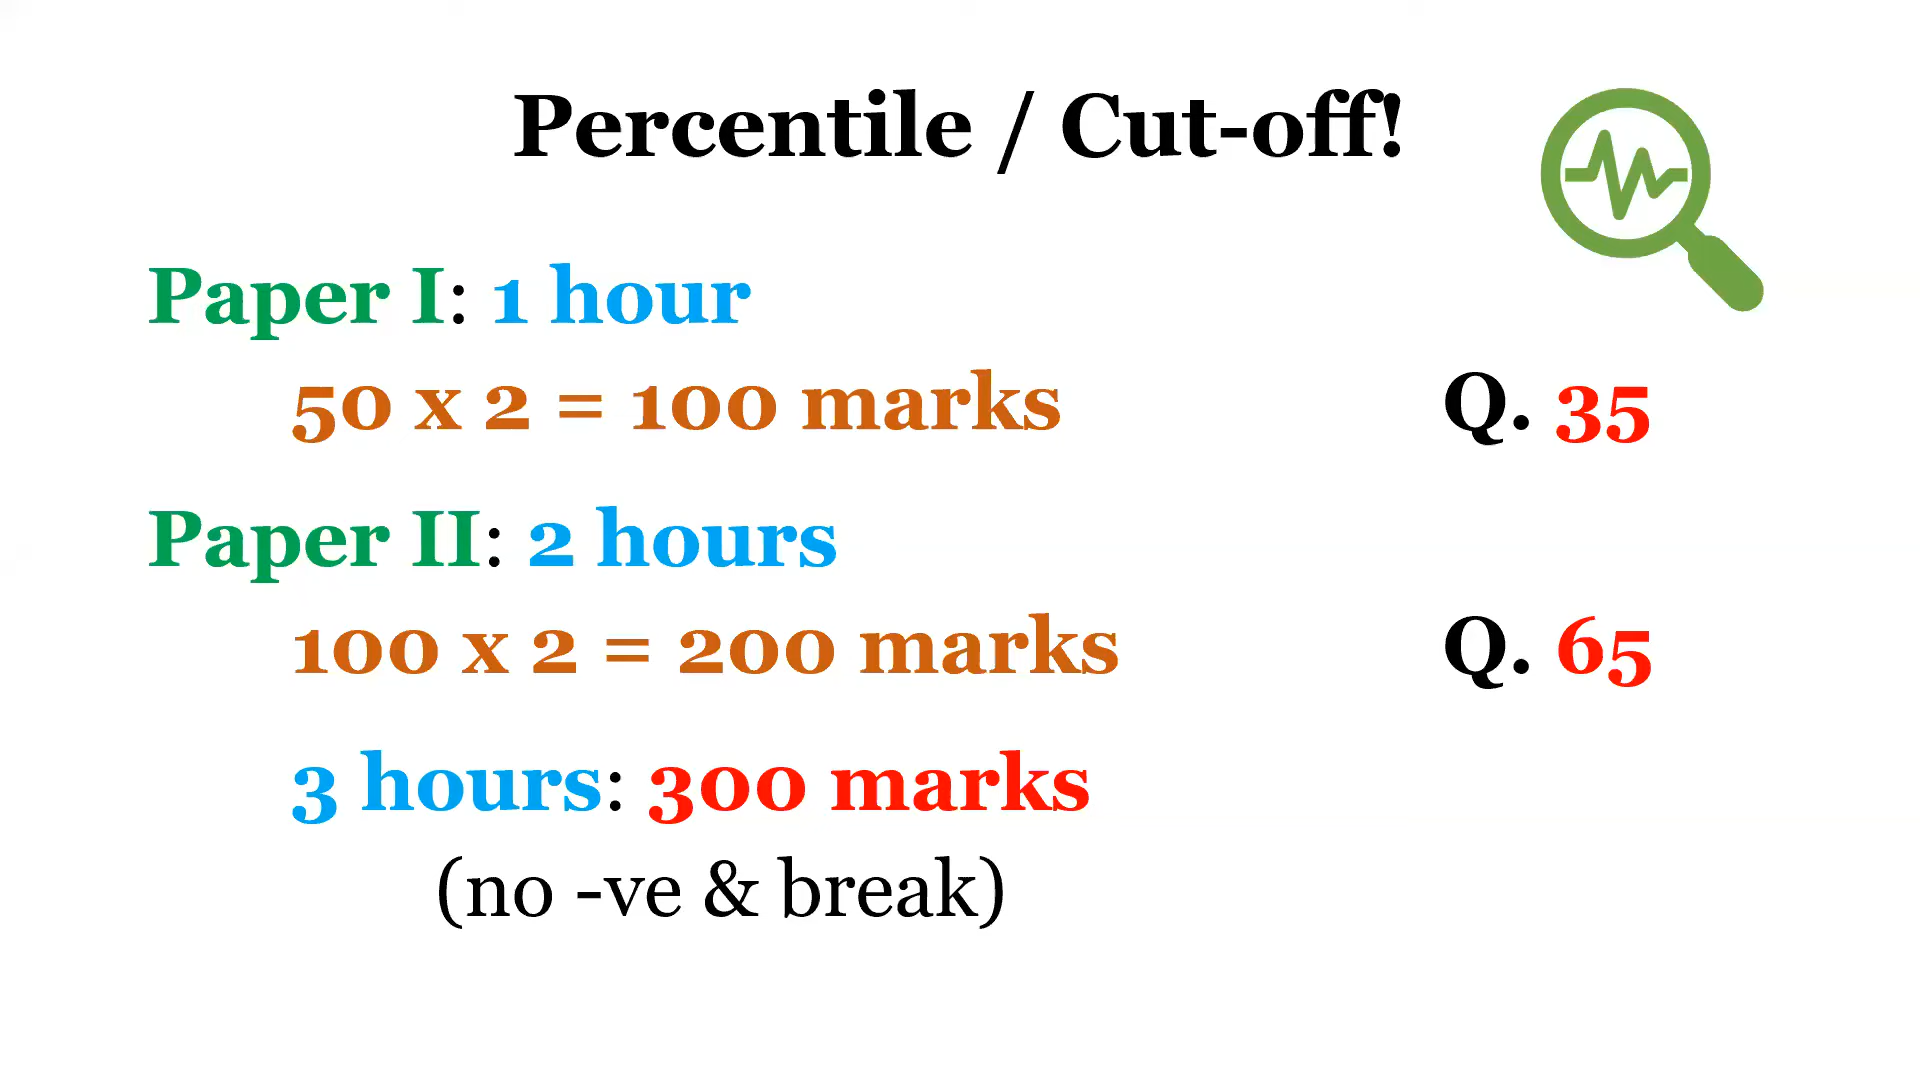 Percentile / Cut-off!
Paper I: 1 hour
50 x 2 = 100 marks Q. 35
Paper II: 2 hours
100 x 2 = 200 marks Q. 65
3 hours: 300 marks
(no -ve & break)